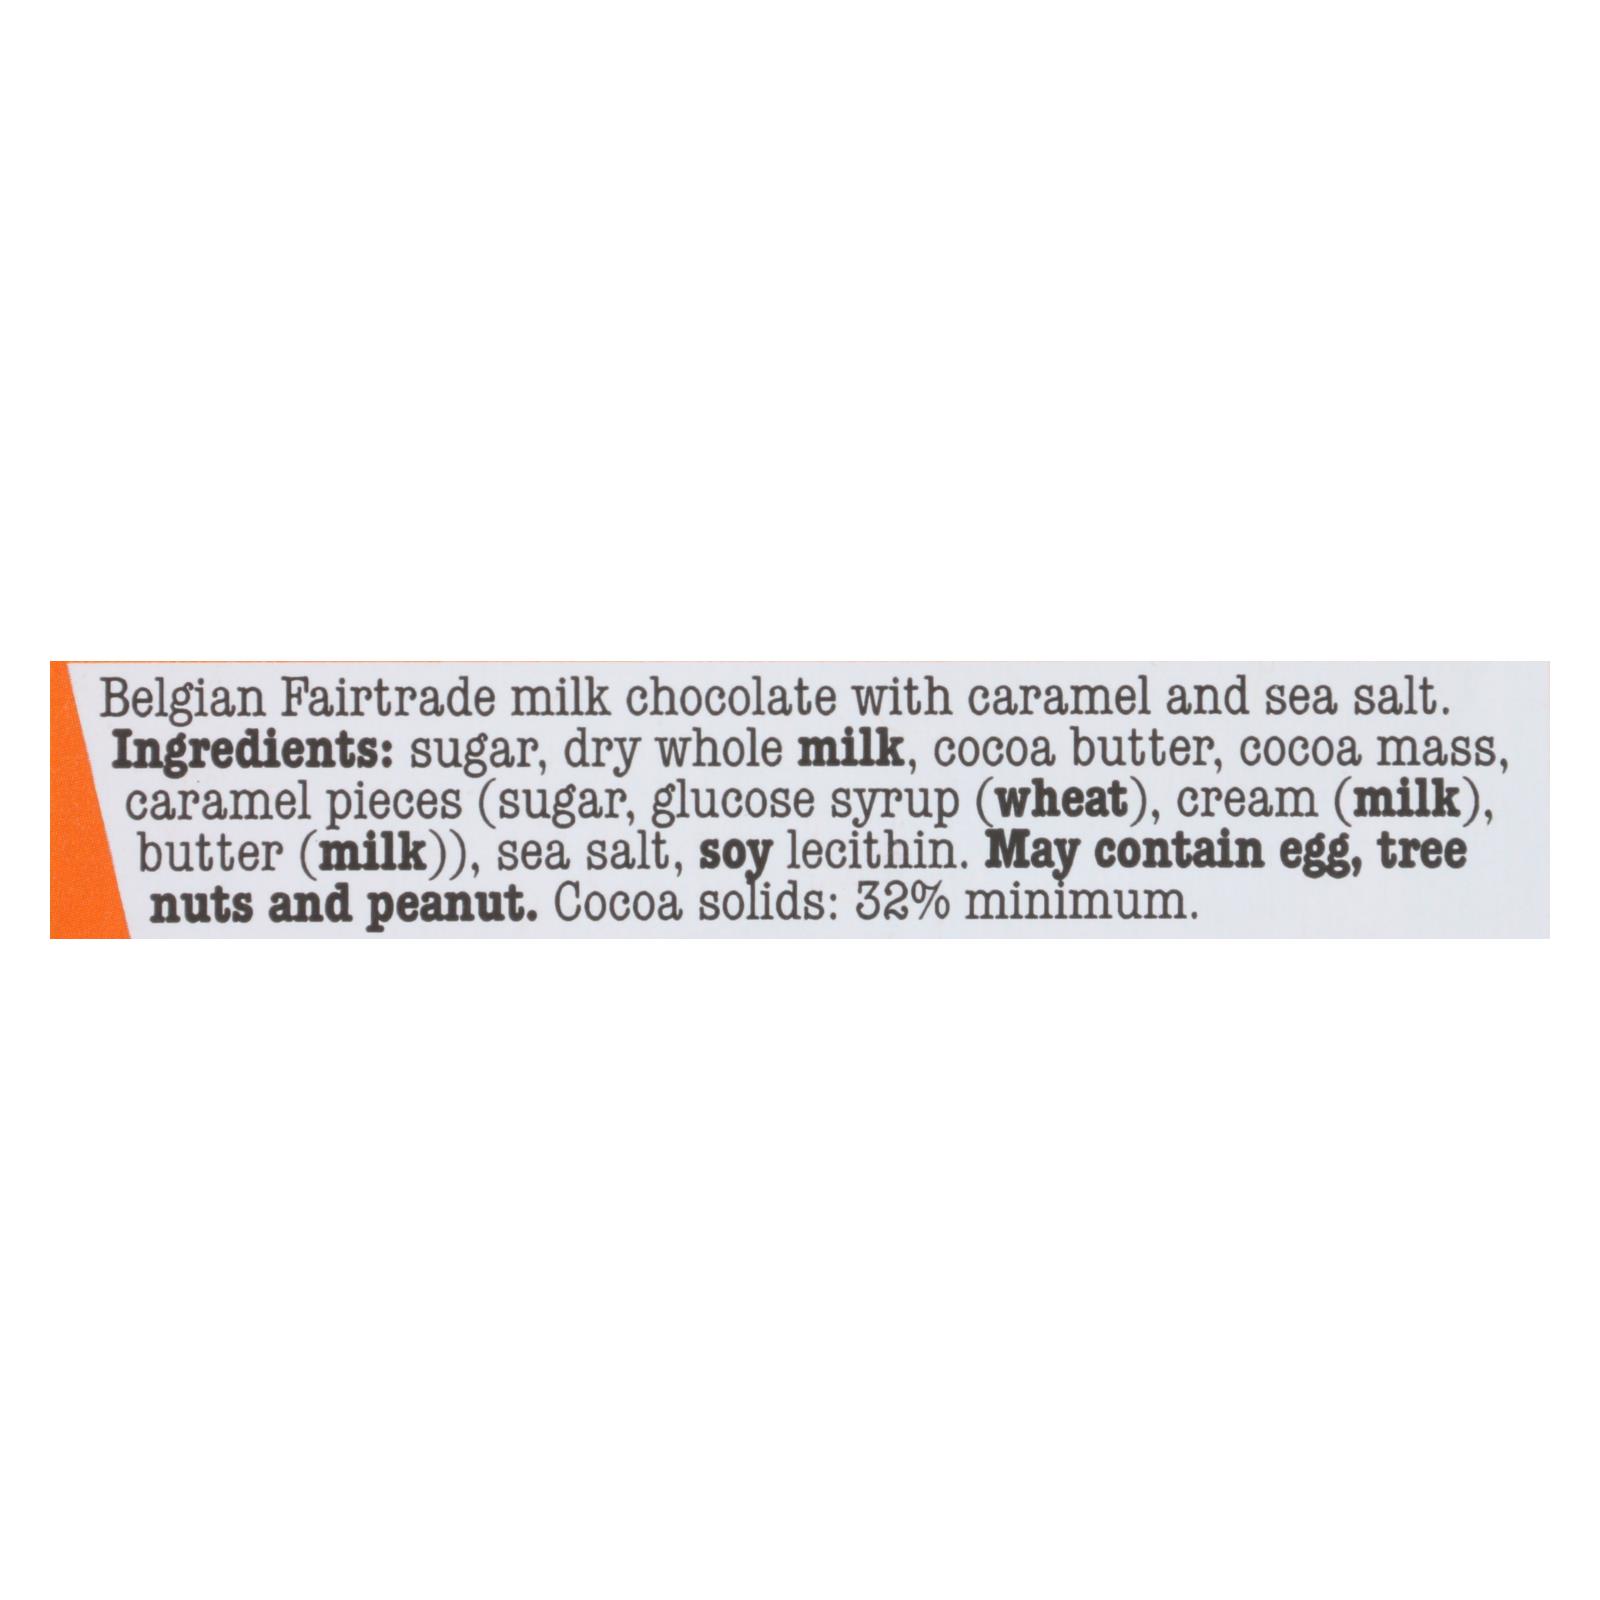 Belgian Fairtrade milk chocolate with caramel and sea salt.
Ingredients: sugar, dry whole milk, cocoa butter, cocoa mass,
caramel pieces (sugar, glucose syrup (wheat), cream (milk),
butter (milk)), sea salt, soy lecithin. May contain egg, tree
nuts and peanut. Cocoa solids: 32% minimum.